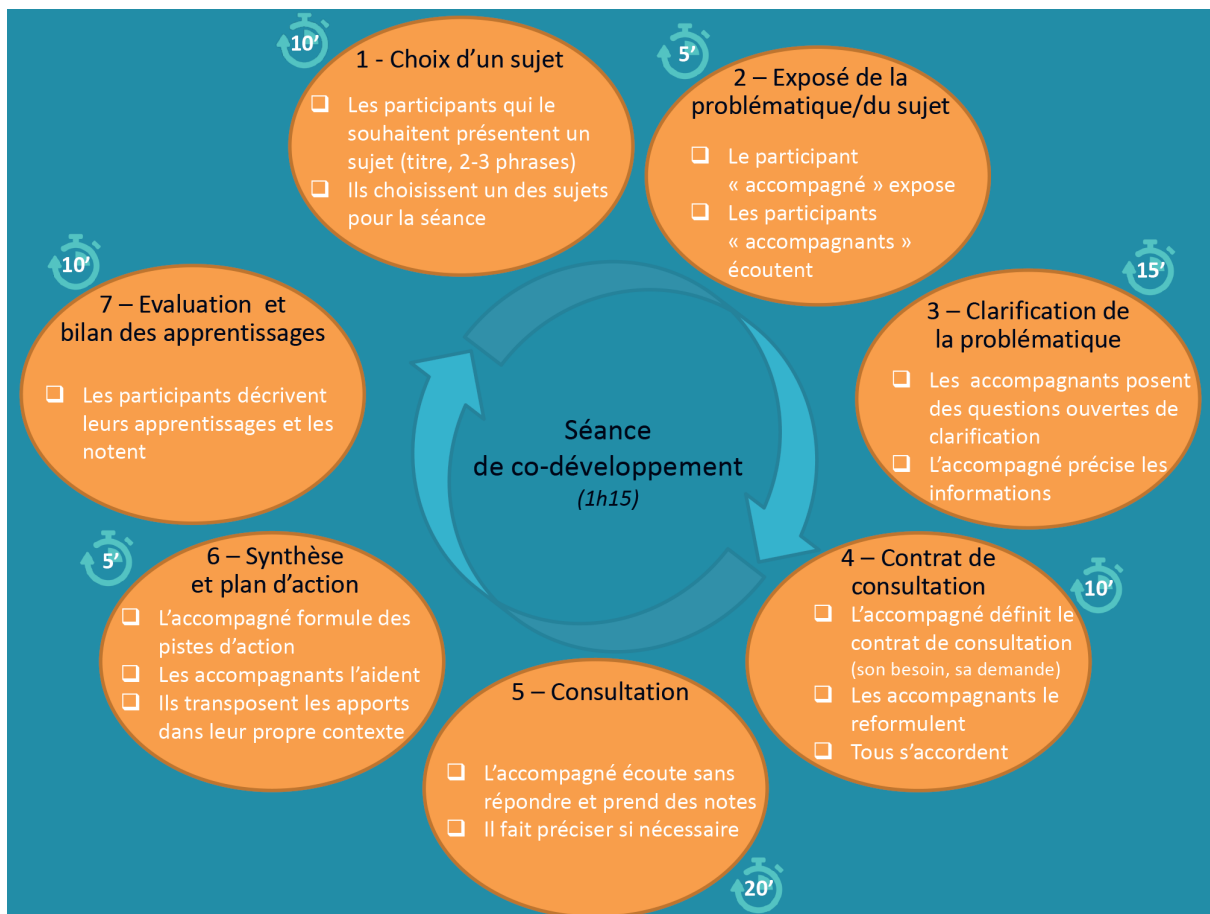 10’
1 - Choix d’un sujet
❑ Les participants qui le
souhaitent présentent un
sujet (titre, 2-3 phrases)
❑ Ils choisissent un des sujets
pour la séance
5’
2 – Exposé de la
problématique/du sujet
❑ Le participant
« accompagné » expose
❑ Les participants
« accompagnants »
écoutent
15’
3 – Clarification de
la problématique
❑ Les accompagnants posent
des questions ouvertes de
clarification
❑ L’accompagné précise les
informations
10’
4 – Contrat de
consultation
❑ L’accompagné définit le
contrat de consultation
(son besoin, sa demande)
❑ Les accompagnants le
reformulent
❑ Tous s’accordent
5 – Consultation
❑ L’accompagné écoute sans
répondre et prend des notes
❑ Il fait préciser si nécessaire
20’
5’
6 – Synthèse
et plan d’action
❑ L’accompagné formule des
pistes d’action
❑ Les accompagnants l’aident
❑ Ils transposent les apports
dans leur propre contexte
10’
7 – Evaluation et
bilan des apprentissages
❑ Les participants décrivent
leurs apprentissages et les
notent
Séance
de co-développement
(1h15)